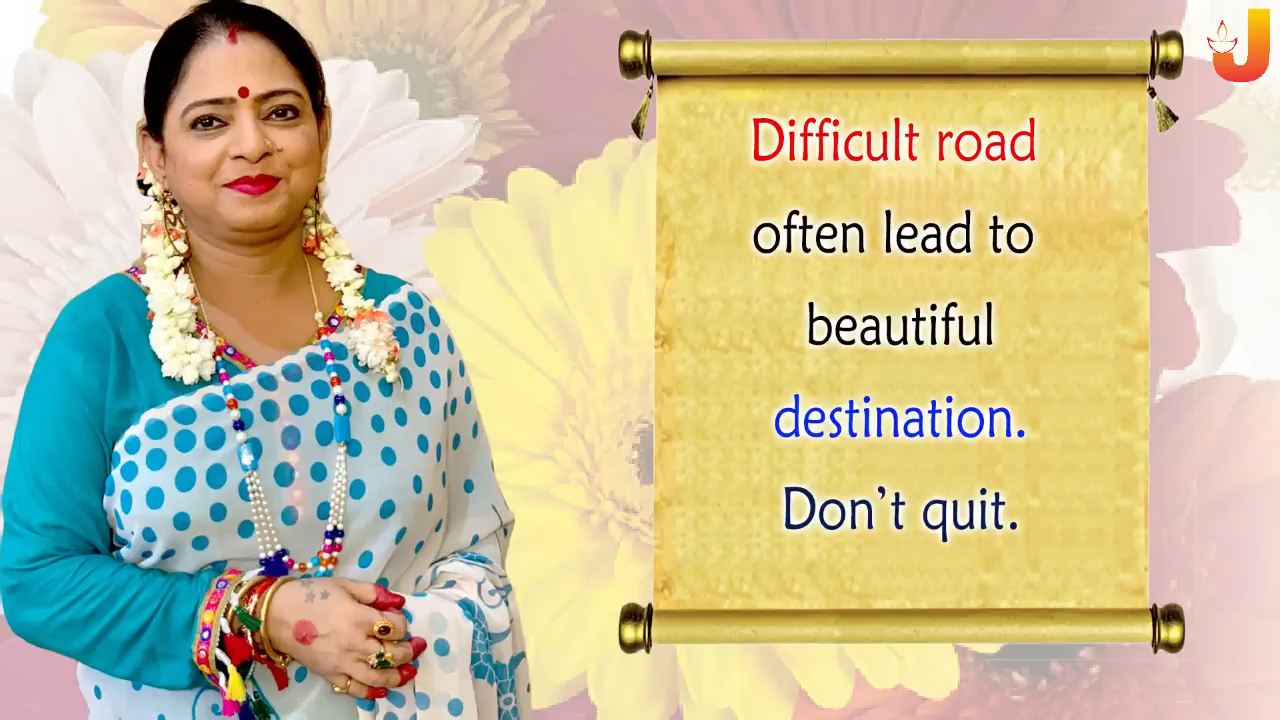 J
Difficult road
often lead to
beautiful
destination.
Don’t quit.